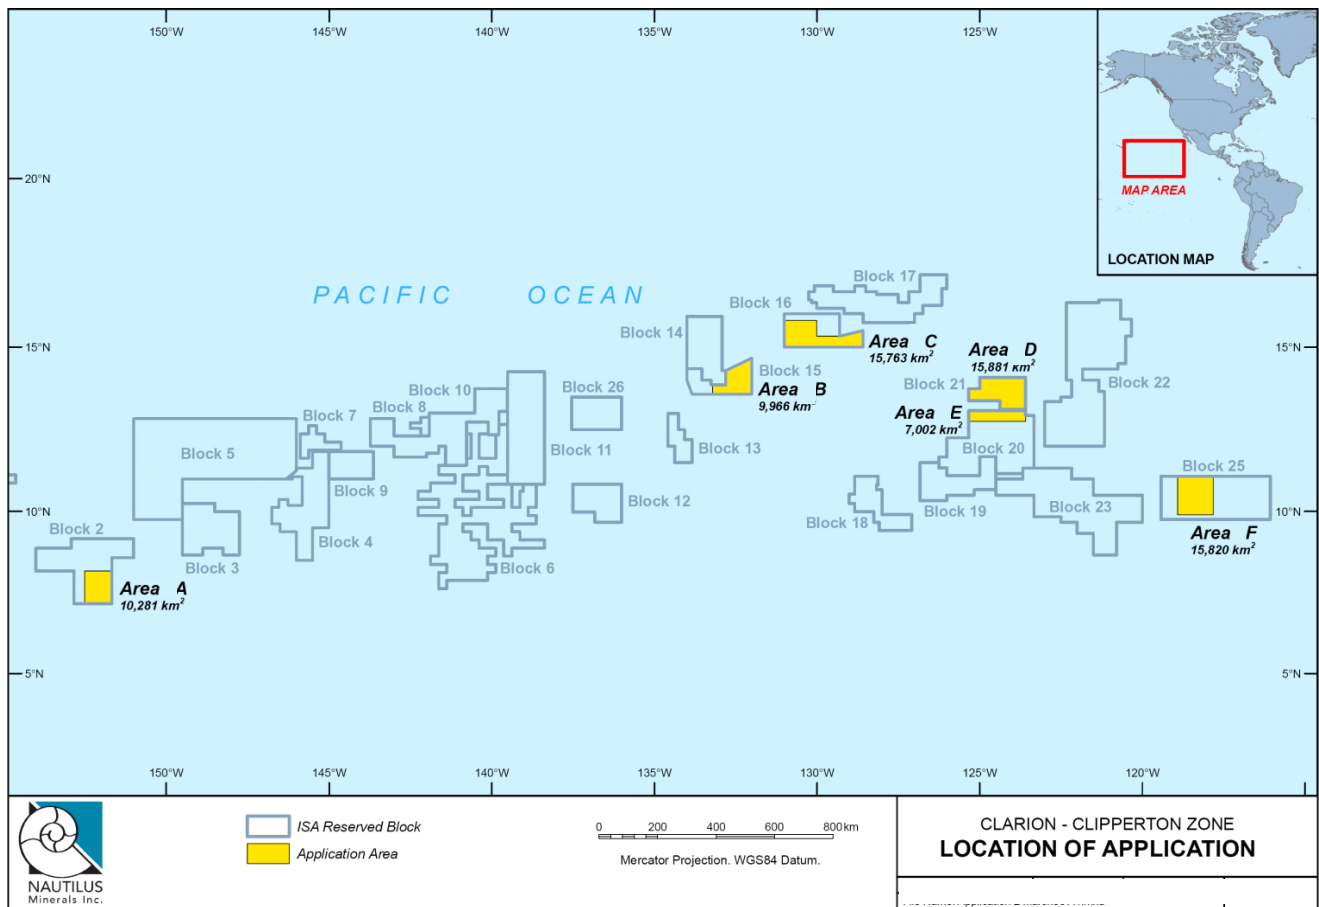 150°W 145°W 140°W 135°W 130°W 125°W 120°W
20°N
MAP AREA
LOCATION MAP
PACIFIC OCEAN
Block 17
Block 16
Block 14
15°N
15°N
Area C
15,763 km²
Area D
15,881 km²
Block 15
Area B
9,966 km²
Block 21
Block 22
Block 10
Block 26
Block 7
Block 8
Area E
7,002 km²
Block 5
Block 11
Block 13
Block 20
Block 25
Block 9
Block 12
Block 19
Block 23
10°N
10°N
Block 2
Block 18
Block 4
Area F
15,820 km²
Block 3
Block 6
Area A
10,281 km²
5°N
5°N
150°W 145°W 140°W 135°W 130°W 125°W 120°W
NAUTILUS
Minerals Inc.
ISA Reserved Block
Application Area
0 200 400 600 800 km
Mercator Projection. WGS84 Datum.
CLARION - CLIPPERTON ZONE
LOCATION OF APPLICATION